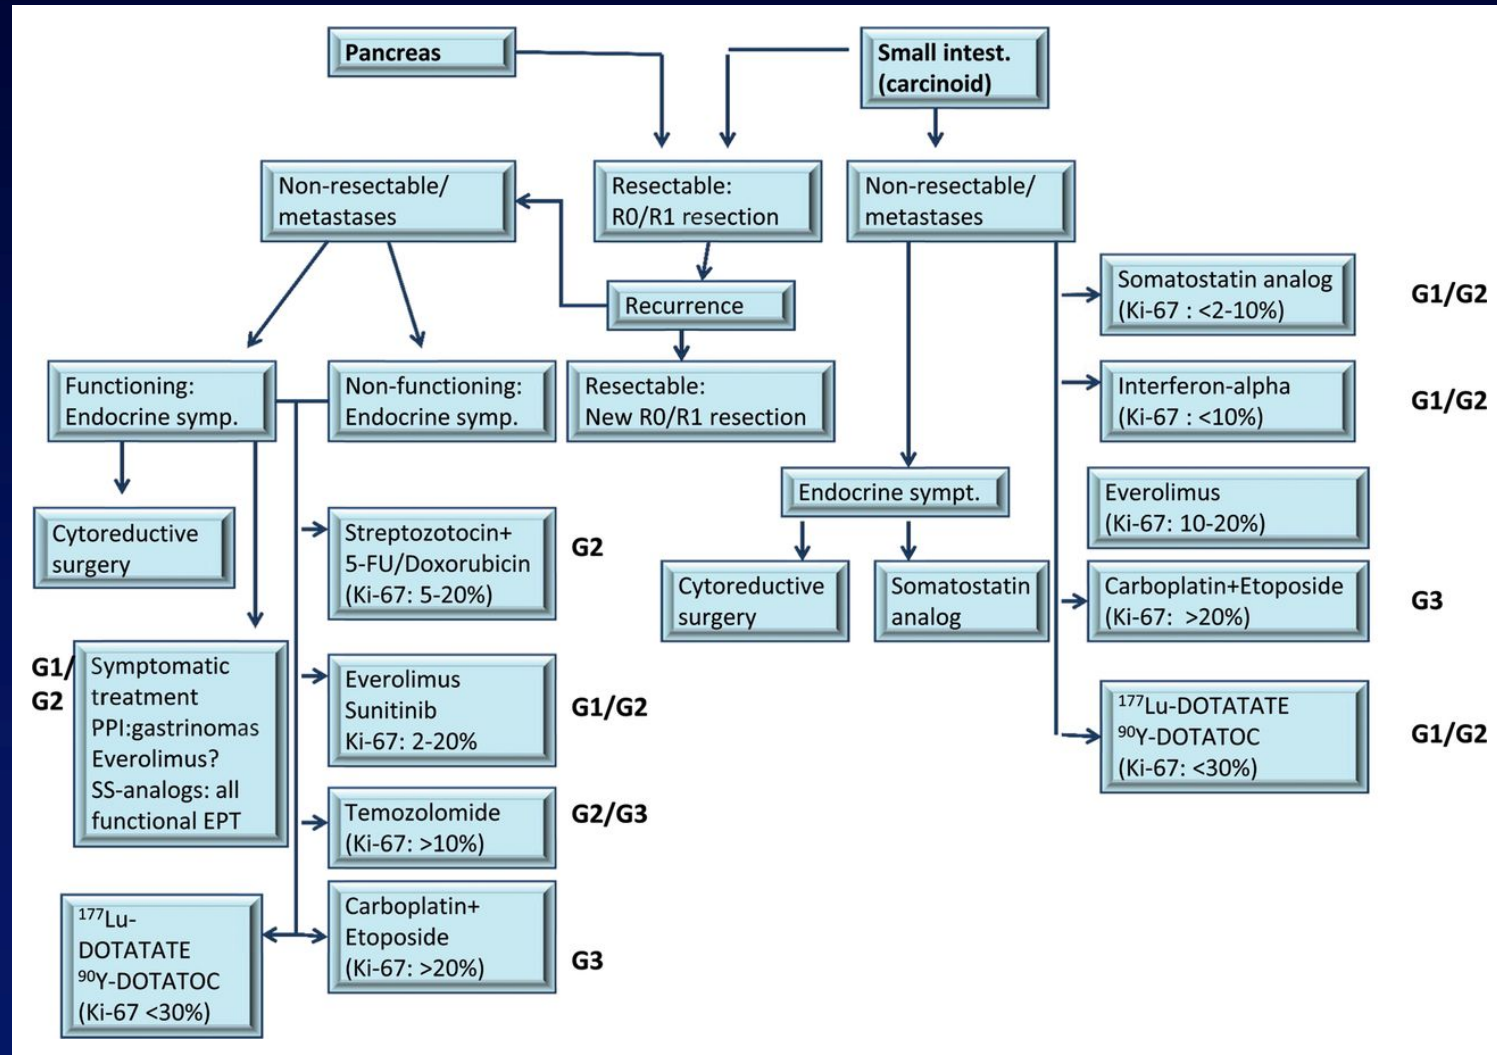 Pancreas
Small intest.
(carcinoid)
Non-resectable/
metastases
Resectable:
R0/R1 resection
Non-resectable/
metastases
Recurrence
Somatostatin analog
(Ki-67 : <2-10%)
G1/G2
Functioning:
Endocrine symp.
Non-functioning:
Endocrine symp.
Resectable:
New R0/R1 resection
Interferon-alpha
(Ki-67 : <10%)
G1/G2
Endocrine sympt.
Everolimus
(Ki-67: 10-20%)
Cytoreductive
surgery
Streptozotocin+
5-FU/Doxorubicin
(Ki-67: 5-20%)
G2
Cytoreductive
surgery
Somatostatin
analog
Carboplatin+Etoposide
(Ki-67: >20%)
G3
G1/
G2
Symptomatic
treatment
PPI:gastrinomas
Everolimus?
SS-analogs: all
functional EPT
Everolimus
Sunitinib
Ki-67: 2-20%
G1/G2
¹⁷⁷Lu-DOTATATE
⁹⁰Y-DOTATOC
(Ki-67: <30%)
G1/G2
Temozolomide
(Ki-67: >10%)
G2/G3
¹⁷⁷Lu-
DOTATATE
⁹⁰Y-DOTATOC
(Ki-67 <30%)
Carboplatin+
Etoposide
(Ki-67: >20%)
G3